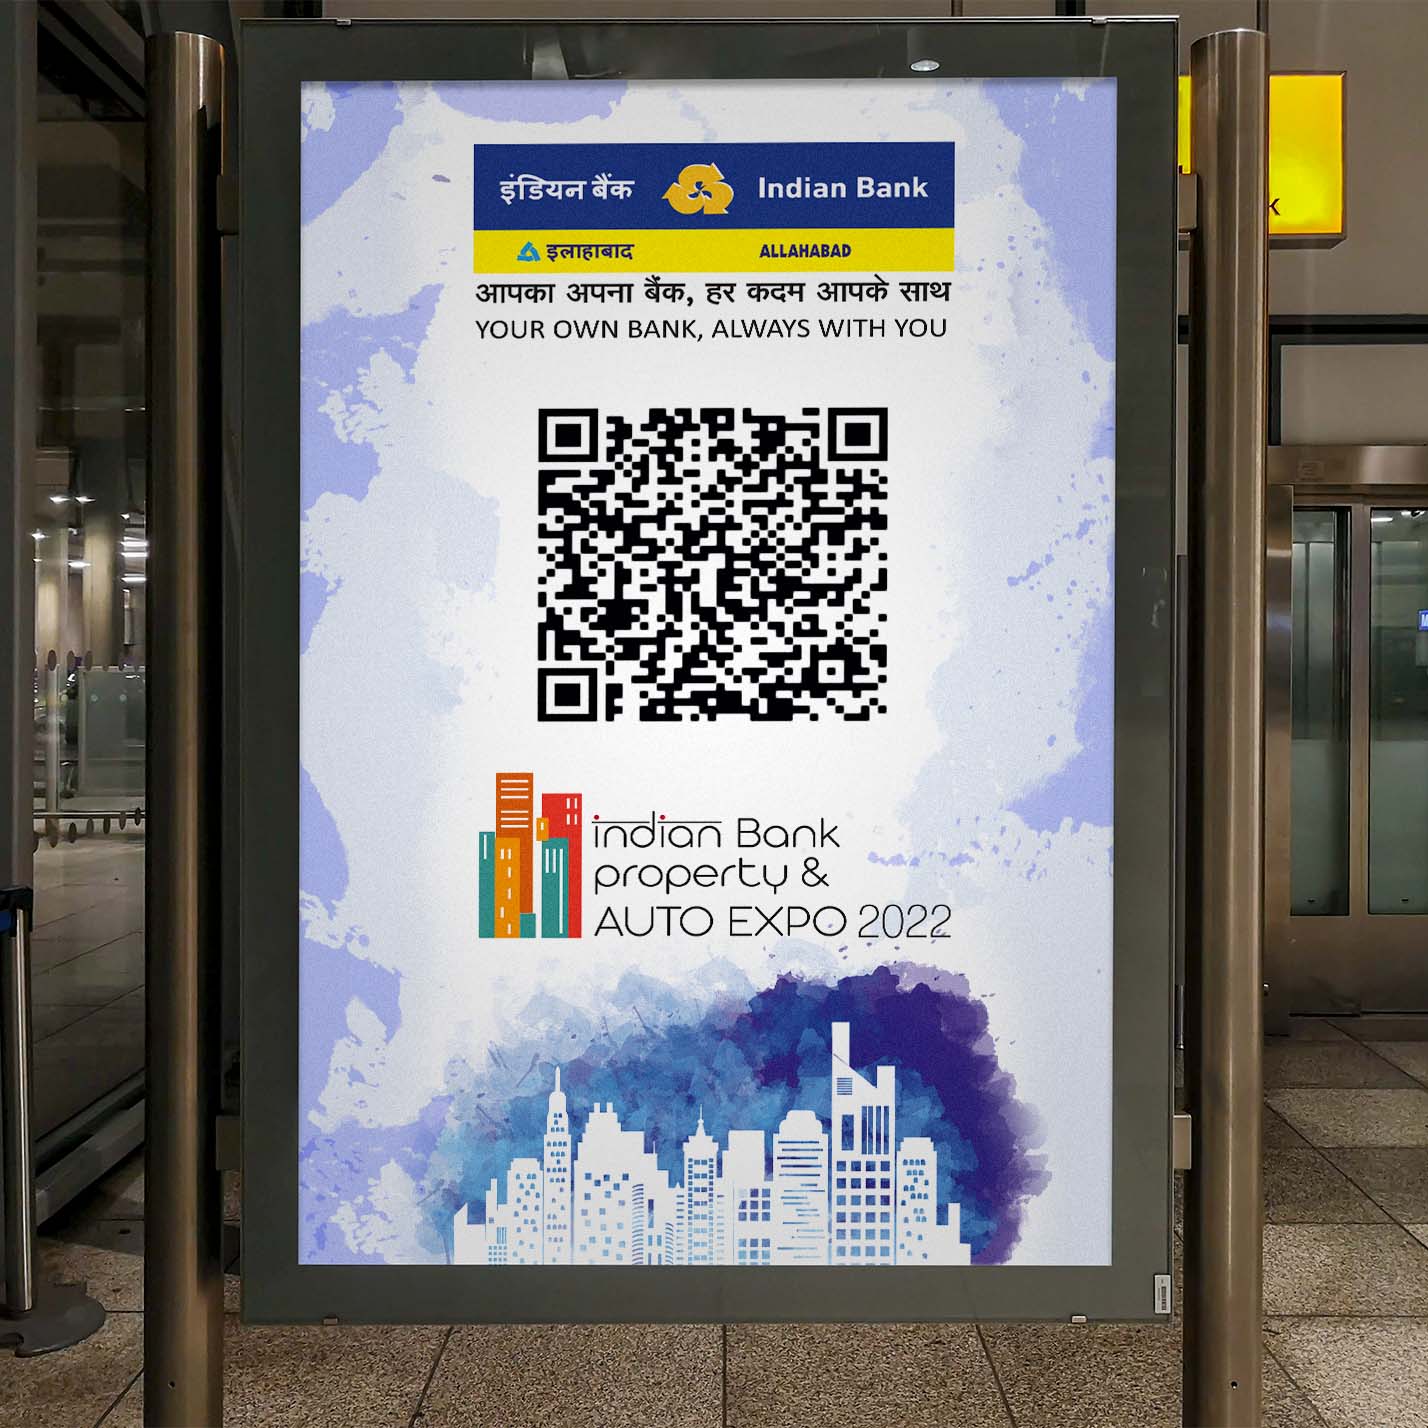 इंडियन बैंक Indian Bank
इलाहाबाद ALLAHABAD
आपका अपना बैंक, हर कदम आपके साथ
YOUR OWN BANK, ALWAYS WITH YOU
indian Bank
property &
AUTO EXPO 2022
K
M